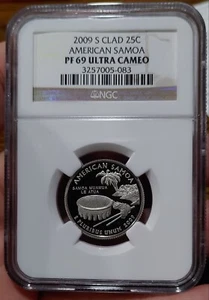 2009 S CLAD 25C
AMERICAN SAMOA
PF 69 ULTRA CAMEO
3257005-083
NGC
AMERICAN SAMOA
SAMOA MUAMUA
LE ATUA
E PLURIBUS UNUM 2009